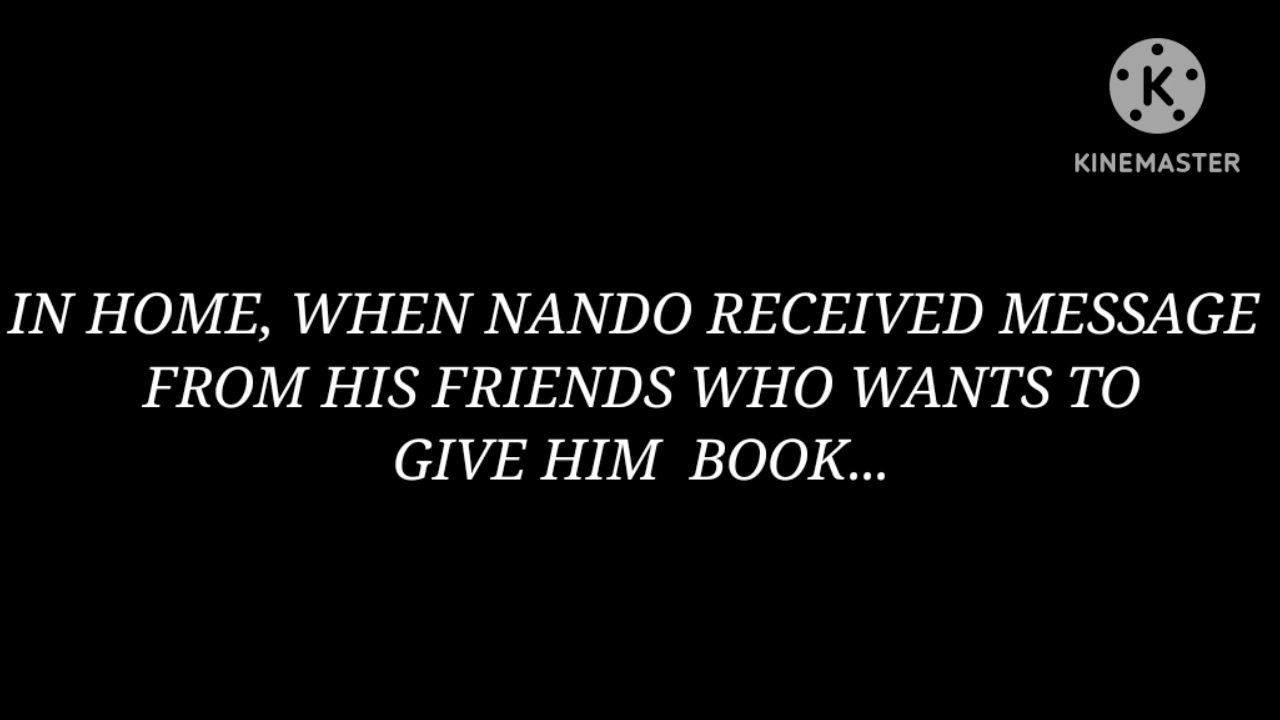 K
KINEMASTER
IN HOME, WHEN NANDO RECEIVED MESSAGE
FROM HIS FRIENDS WHO WANTS TO
GIVE HIM  BOOK...